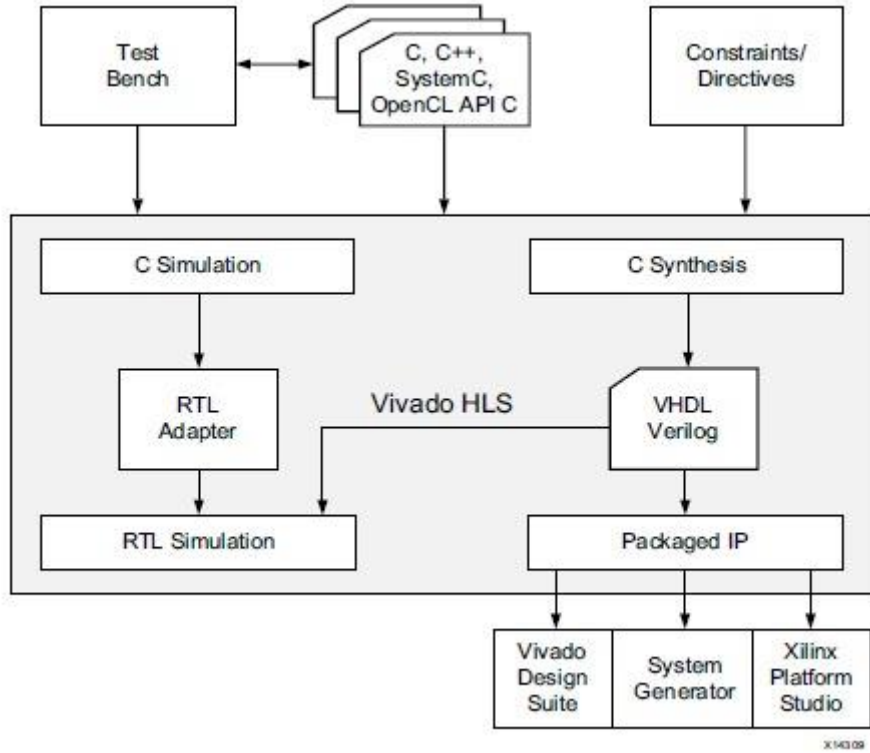 Test
Bench
C, C++,
SystemC,
OpenCL API C
Constraints/
Directives
C Simulation
C Synthesis
RTL
Adapter
Vivado HLS
VHDL
Verilog
RTL Simulation
Packaged IP
Vivado
Design
Suite
System
Generator
Xilinx
Platform
Studio
X14309